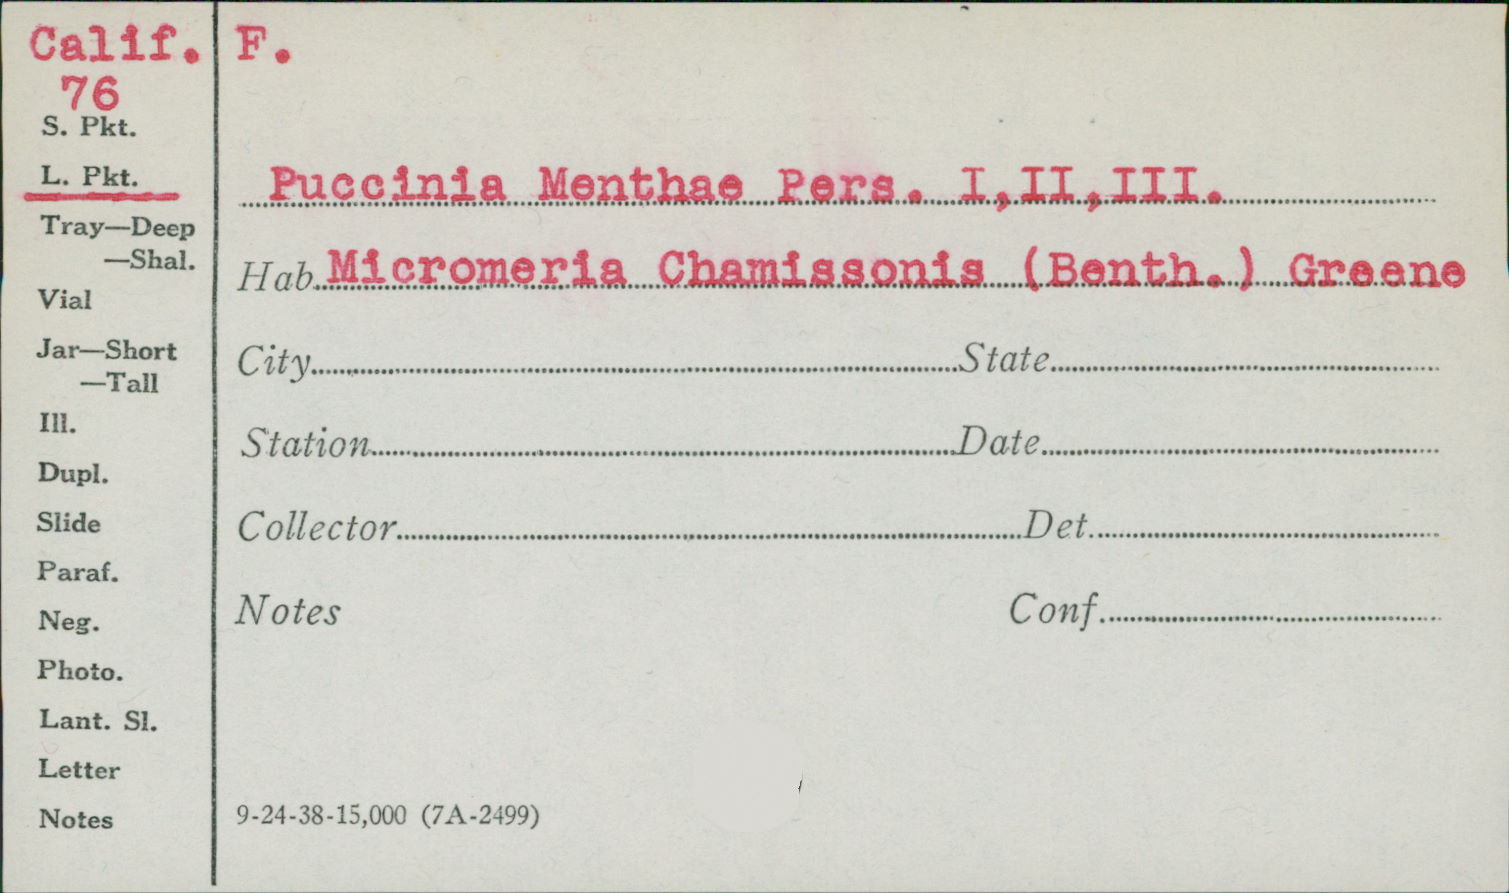 Calif. F.
76
S. Pkt.
L. Pkt.
Puccinia Menthae Pers. I,II,III.
Tray—Deep
—Shal.
Hab. Micromeria Chamissonis (Benth.) Greene
Vial
Jar—Short
—Tall
City State
Ill.
Station Date
Dupl.
Slide
Collector Det.
Paraf.
Neg.
Notes Conf.
Photo.
Lant. Sl.
Letter
Notes
9-24-38-15,000 (7A-2499)